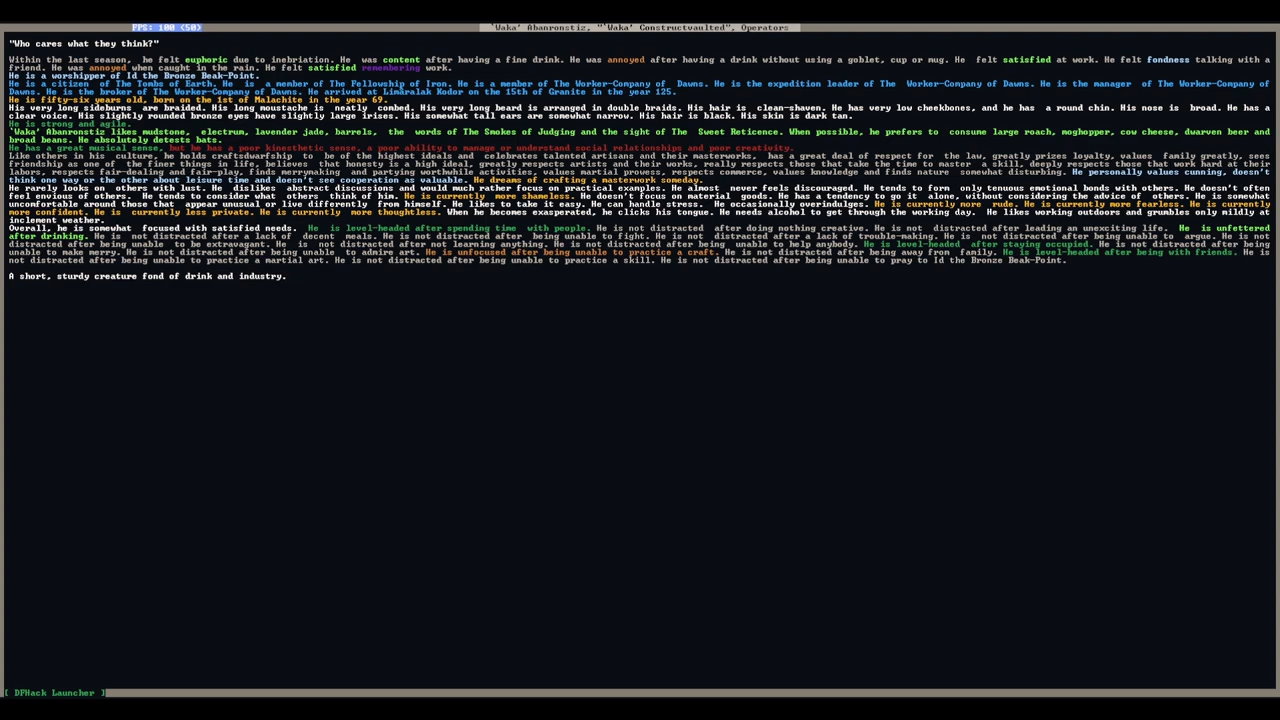 FPS: 100 (50)
`Waka' Abanronstiz, "`Waka' Constructvaulted", Operators
"Who cares what they think?"
Within the last season, he felt euphoric due to inebriation. He was content after having a fine drink. He was annoyed after having a drink without using a goblet, cup or mug. He felt satisfied at work. He felt fondness talking with a
friend. He was annoyed when caught in the rain. He felt satisfied remembering work.
He is a worshipper of Id the Bronze Beak-Point.
He is a citizen of The Tombs of Earth. He is a member of The Fellowship of Iron. He is a member of The Worker-Company of Dawns. He is the expedition leader of The Worker-Company of Dawns. He is the manager of The Worker-Company of
Dawns. He is the broker of The Worker-Company of Dawns. He arrived at Limaralak Kodor on the 15th of Granite in the year 125.
He is fifty-six years old, born on the 1st of Malachite in the year 69.
His very long sideburns are braided. His long moustache is neatly combed. His very long beard is arranged in double braids. His hair is clean-shaven. He has very low cheekbones, and he has a round chin. His nose is broad. He has a
clear voice. His slightly rounded bronze eyes have slightly large irises. His somewhat tall ears are somewhat narrow. His hair is black. His skin is dark tan.
He is strong and agile.
`Waka' Abanronstiz likes mudstone, electrum, lavender jade, barrels, the words of The Smokes of Judging and the sight of The Sweet Reticence. When possible, he prefers to consume large roach, moghopper, cow cheese, dwarven beer and
broad beans. He absolutely detests bats.
He has a great musical sense, but he has a poor kinesthetic sense, a poor ability to manage or understand social relationships and poor creativity.
Like others in his culture, he holds craftsdwarfship to be of the highest ideals and celebrates talented artisans and their masterworks, has a great deal of respect for the law, greatly prizes loyalty, values family greatly, sees
friendship as one of the finer things in life, believes that honesty is a high ideal, greatly respects artists and their works, really respects those that take the time to master a skill, deeply respects those that work hard at their
labors, respects fair-dealing and fair-play, finds merrymaking and partying worthwhile activities, values martial prowess, respects commerce, values knowledge and finds nature somewhat disturbing. He personally values cunning, doesn't
think one way or the other about leisure time and doesn't see cooperation as valuable. He dreams of crafting a masterwork someday.
He rarely looks on others with lust. He dislikes abstract discussions and would much rather focus on practical examples. He almost never feels discouraged. He tends to form only tenuous emotional bonds with others. He doesn't often
feel envious of others. He tends to consider what others think of him. He is currently more shameless. He doesn't focus on material goods. He has a tendency to go it alone, without considering the advice of others. He is somewhat
uncomfortable around those that appear unusual or live differently from himself. He likes to take it easy. He can handle stress. He occasionally overindulges. He is currently more rude. He is currently more fearless. He is currently
more confident. He is currently less private. He is currently more thoughtless. When he becomes exasperated, he clicks his tongue. He needs alcohol to get through the working day. He likes working outdoors and grumbles only mildly at
inclement weather.
Overall, he is somewhat focused with satisfied needs. He is level-headed after spending time with people. He is not distracted after doing nothing creative. He is not distracted after leading an unexciting life. He is unfettered
after drinking. He is not distracted after a lack of decent meals. He is not distracted after being unable to fight. He is not distracted after a lack of trouble-making. He is not distracted after being unable to argue. He is not
distracted after being unable to be extravagant. He is not distracted after not learning anything. He is not distracted after being unable to help anybody. He is level-headed after staying occupied. He is not distracted after being
unable to make merry. He is not distracted after being unable to admire art. He is unfocused after being unable to practice a craft. He is not distracted after being away from family. He is level-headed after being with friends. He is
not distracted after being unable to practice a martial art. He is not distracted after being unable to practice a skill. He is not distracted after being unable to pray to Id the Bronze Beak-Point.
A short, sturdy creature fond of drink and industry.
[ DFHack Launcher ]